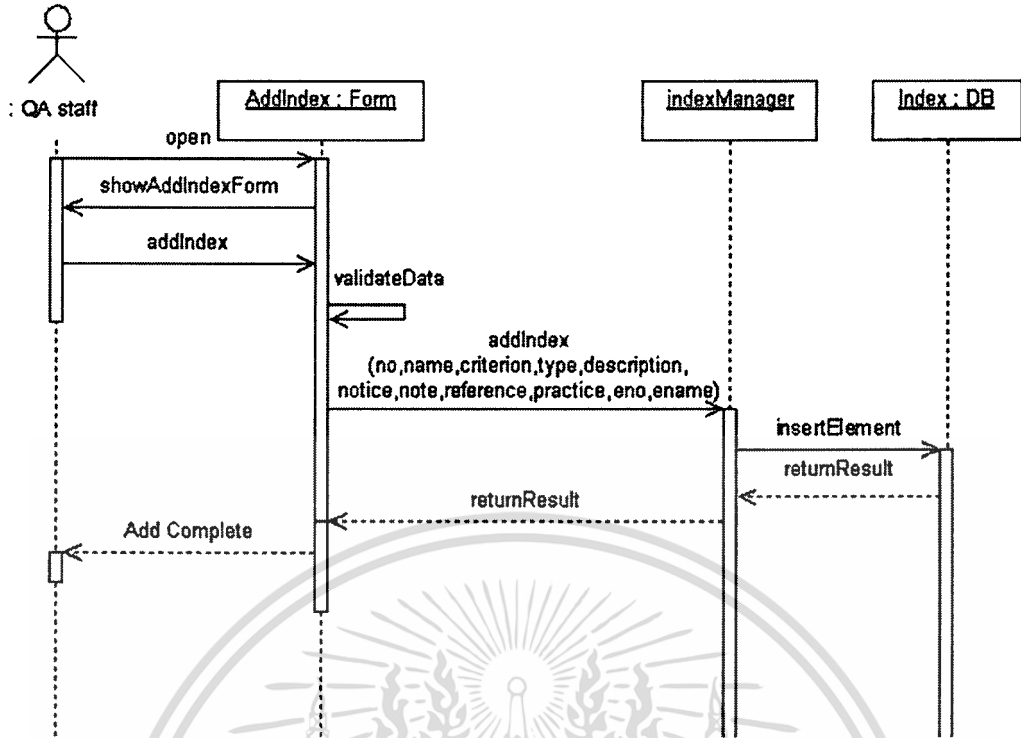 : QA staff
AddIndex : Form
indexManager
Index : DB
open
showAddIndexForm
addIndex
validateData
addIndex
(no,name,criterion,type,description,
notice,note,reference,practice,eno,ename)
insertElement
returnResult
returnResult
Add Complete